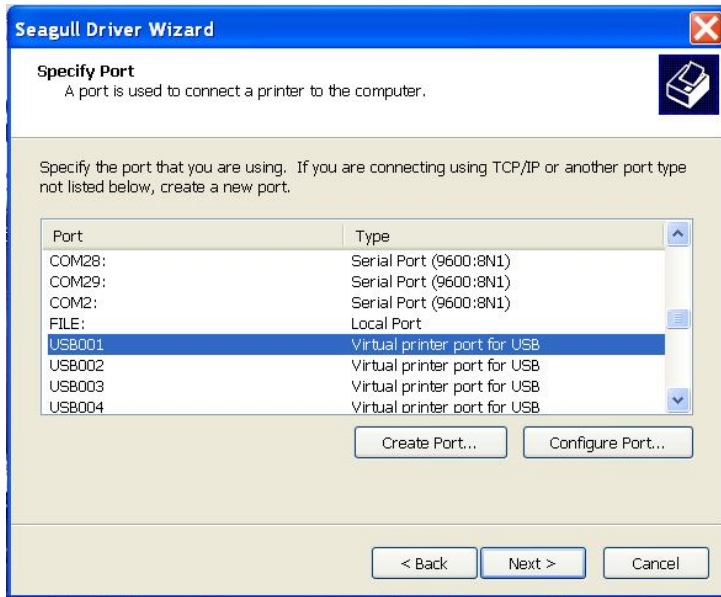 Seagull Driver Wizard
Specify Port
A port is used to connect a printer to the computer.
Specify the port that you are using. If you are connecting using TCP/IP or another port type
not listed below, create a new port.
Port Type
COM28: Serial Port (9600:8N1)
COM29: Serial Port (9600:8N1)
COM2: Serial Port (9600:8N1)
FILE: Local Port
USB001 Virtual printer port for USB
USB002 Virtual printer port for USB
USB003 Virtual printer port for USB
USB004 Virtual printer port for USB
Create Port... Configure Port...
< Back Next > Cancel